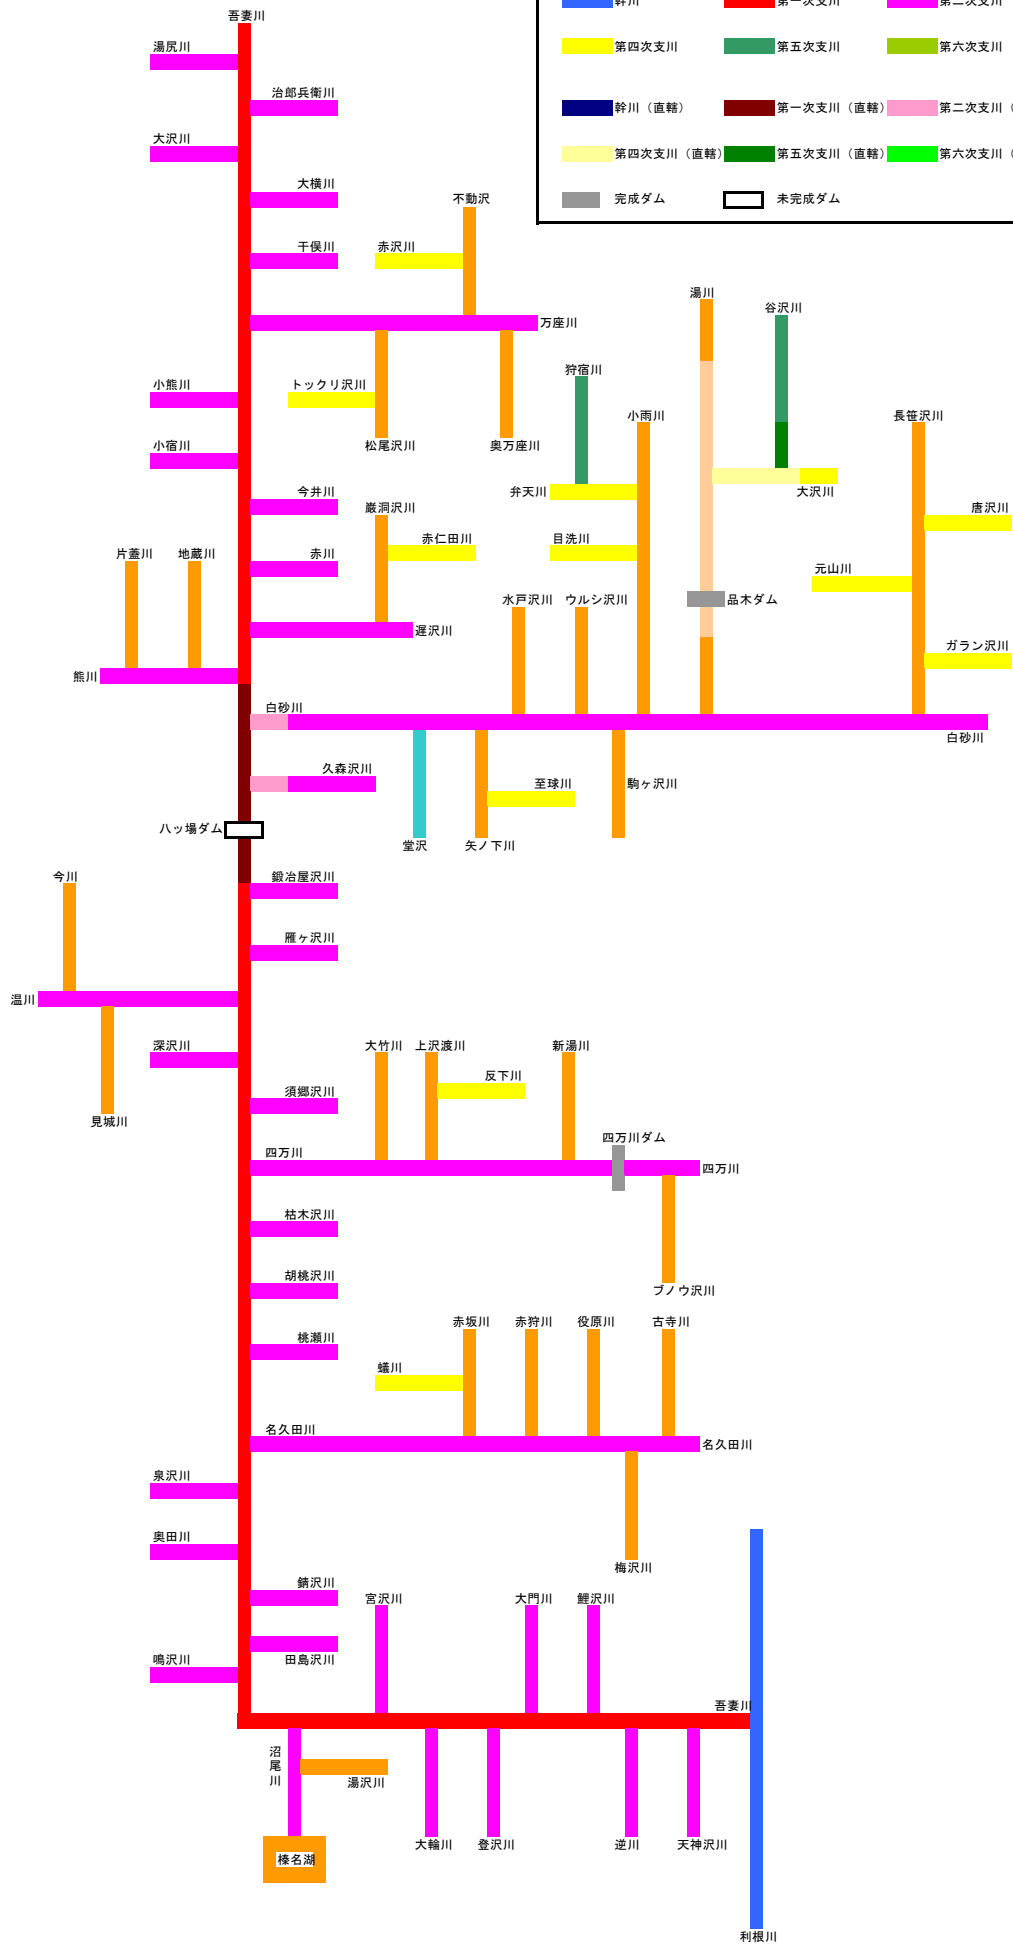 幹川
第一次支川
第二次支川
第四次支川
第五次支川
第六次支川
幹川（直轄）
第一次支川（直轄）
第二次支川（
第四次支川（直轄）
第五次支川（直轄）
第六次支川（
完成ダム
未完成ダム
吾妻川
湯尻川
治郎兵衛川
大沢川
大横川
不動沢
干俣川
赤沢川
湯川
谷沢川
万座川
狩宿川
小熊川
トックリ沢川
小雨川
長笹沢川
小宿川
松尾沢川
奥万座川
今井川
弁天川
大沢川
巌洞沢川
唐沢川
赤仁田川
目洗川
片蓋川
地蔵川
赤川
元山川
水戸沢川
ウルシ沢川
品木ダム
遅沢川
ガラン沢川
熊川
白砂川
白砂川
久森沢川
至球川
駒ヶ沢川
八ッ場ダム
堂沢
矢ノ下川
今川
鍛冶屋沢川
雁ヶ沢川
温川
深沢川
大竹川
上沢渡川
新湯川
反下川
須郷沢川
見城川
四万川ダム
四万川
四万川
枯木沢川
胡桃沢川
ブノウ沢川
赤坂川
赤狩川
役原川
古寺川
桃瀬川
蟻川
名久田川
名久田川
泉沢川
奥田川
梅沢川
錆沢川
宮沢川
大門川
鯉沢川
田島沢川
鳴沢川
吾妻川
沼尾川
湯沢川
大輪川
登沢川
逆川
天神沢川
榛名湖
利根川